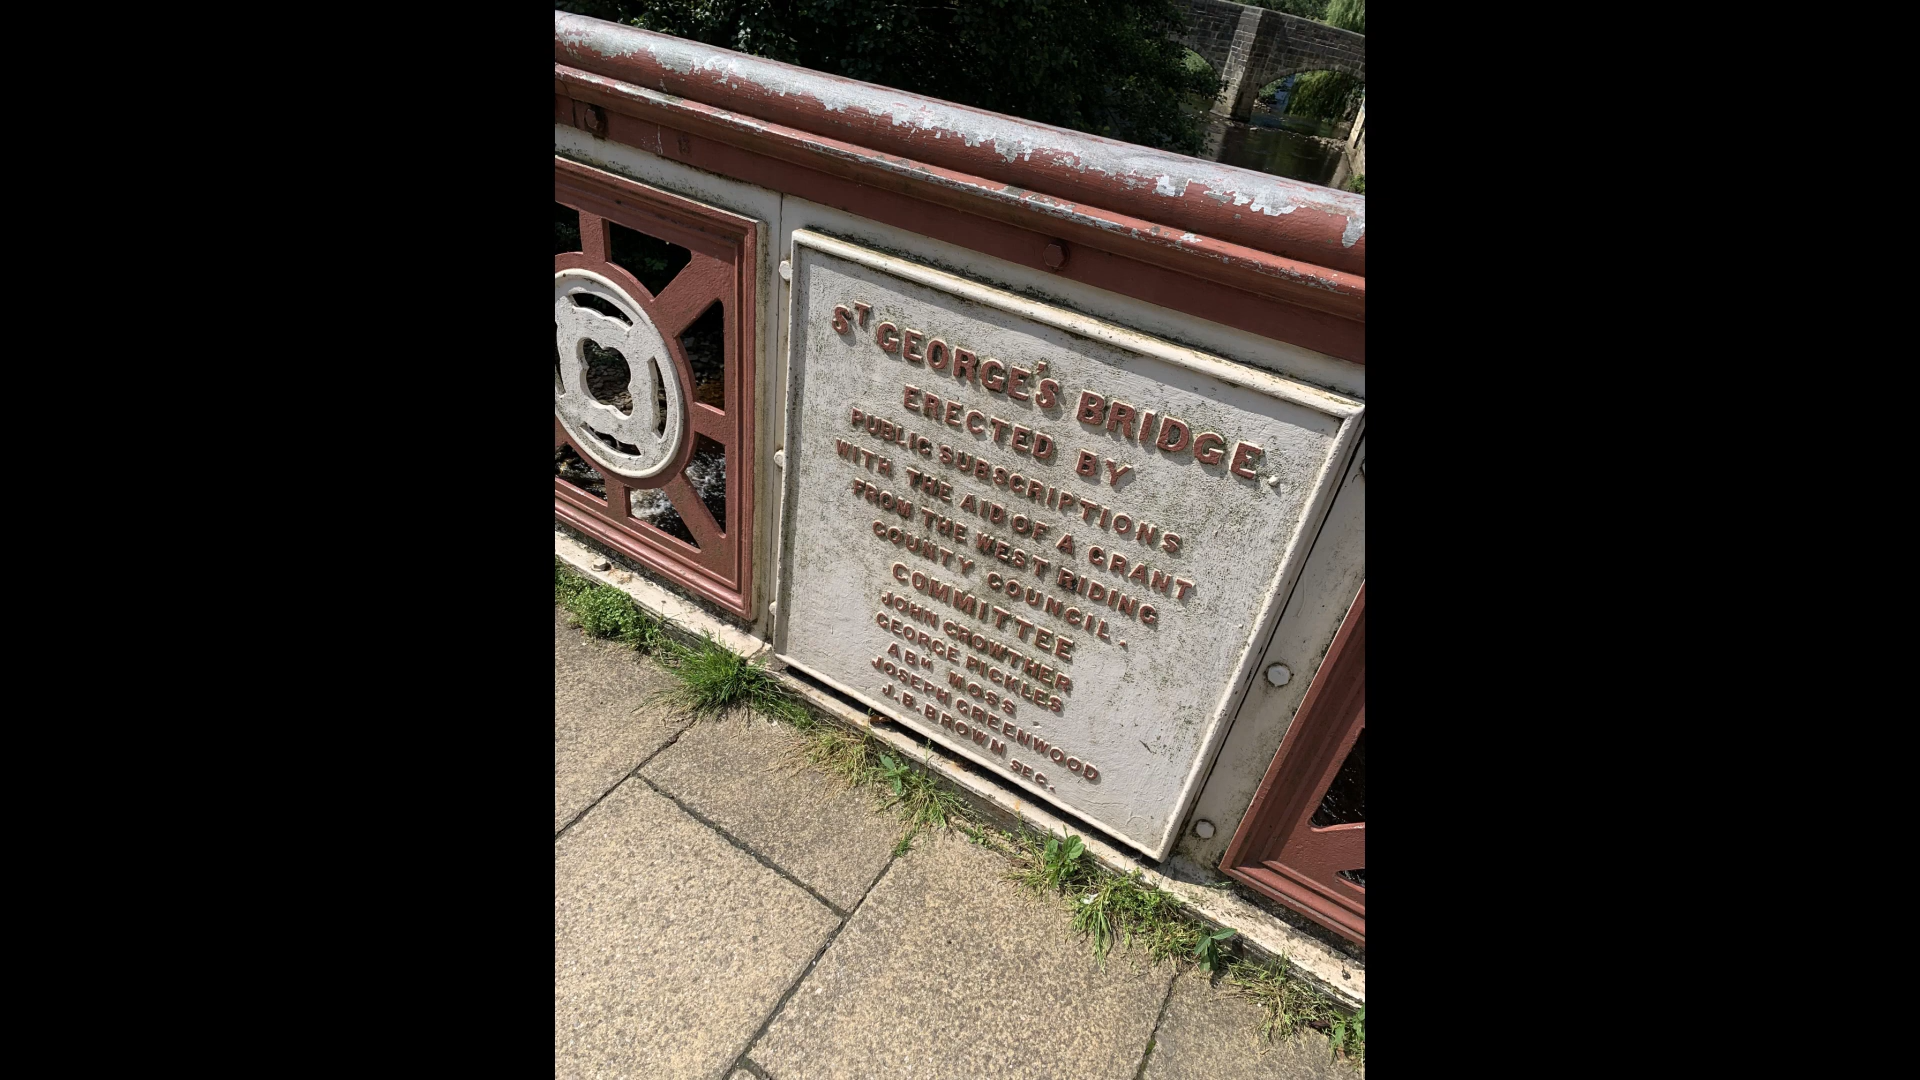 ST GEORGE'S BRIDGE.
ERECTED BY
PUBLIC SUBSCRIPTIONS
WITH THE AID OF A GRANT
FROM THE WEST RIDING
COUNTY COUNCIL.
COMMITTEE
JOHN CROWTHER
GEORGE PICKLES
ABM MOSS
JOSEPH GREENWOOD
J. B. BROWN SEC.